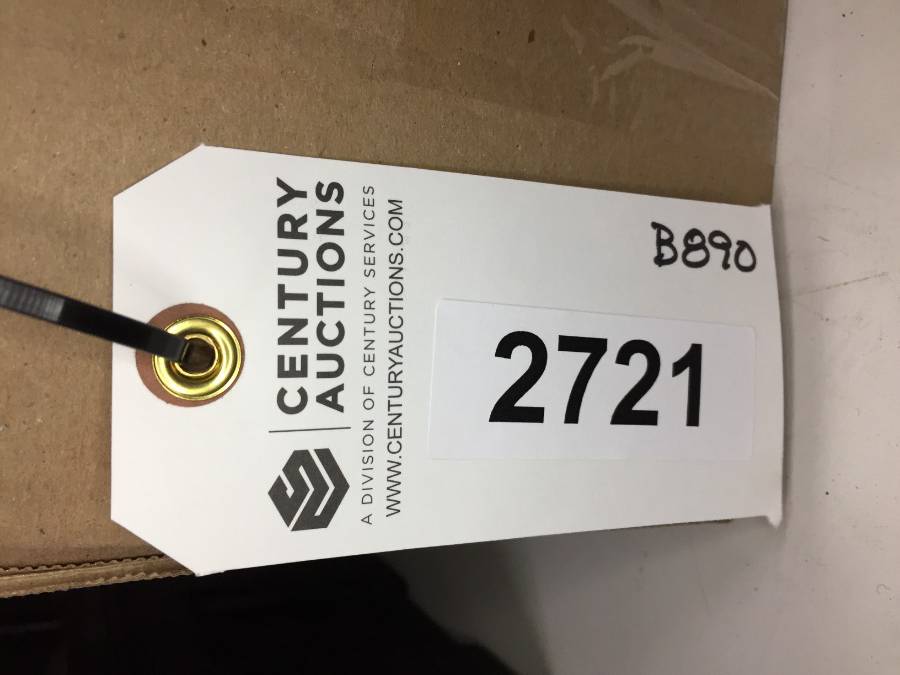 CENTURY
AUCTIONS
A DIVISION OF CENTURY SERVICES
WWW.CENTURYAUCTIONS.COM
B890
2721